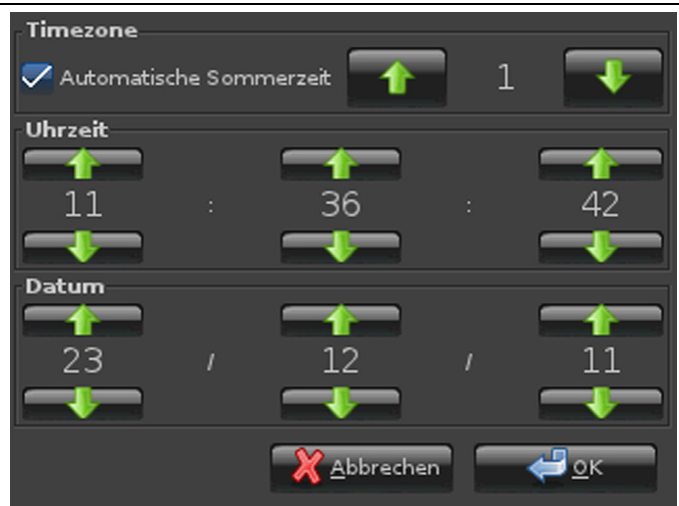 Timezone
Automatische Sommerzeit 1
Uhrzeit
11 : 36 : 42
Datum
23 / 12 / 11
Abbrechen OK